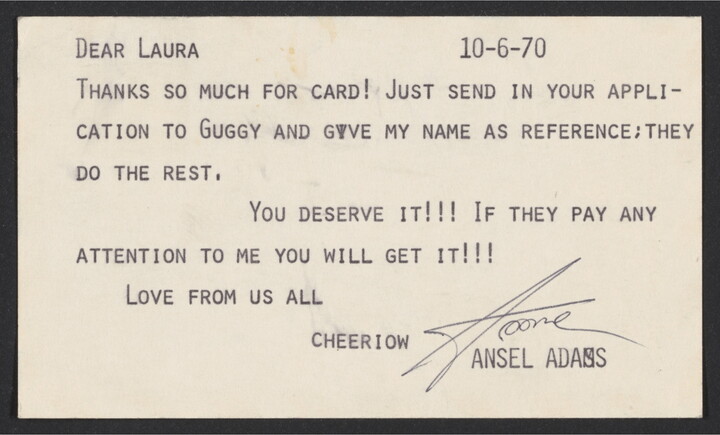 DEAR LAURA 10-6-70
THANKS SO MUCH FOR CARD! JUST SEND IN YOUR APPLI-
CATION TO GUGGY AND GIVE MY NAME AS REFERENCE; THEY
DO THE REST.
YOU DESERVE IT!!! IF THEY PAY ANY
ATTENTION TO ME YOU WILL GET IT!!!
LOVE FROM US ALL
CHEERIOW
ANSEL ADAMS